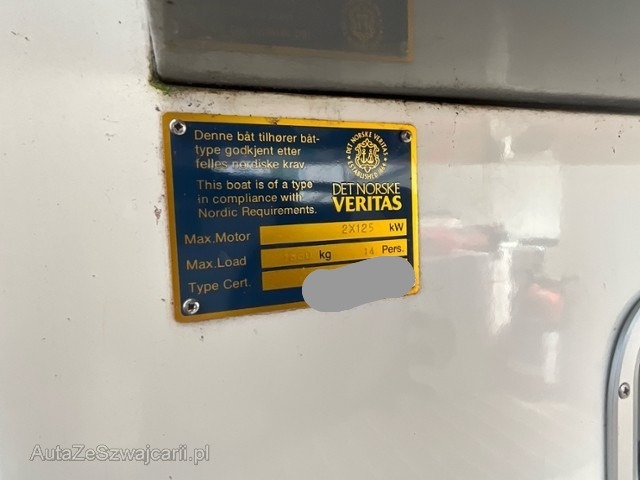 Denne båt tilhører båt-
type godkjent etter
felles nordiske krav.
This boat is of a type
in compliance with
Nordic Requirements.
DET NORSKE VERITAS
ESTABLISHED 1864
DET NORSKE
VERITAS
Max. Motor 2X125 kW
Max. Load kg 14 Pers.
Type Cert.
AutaZeSzwajcarii.pl